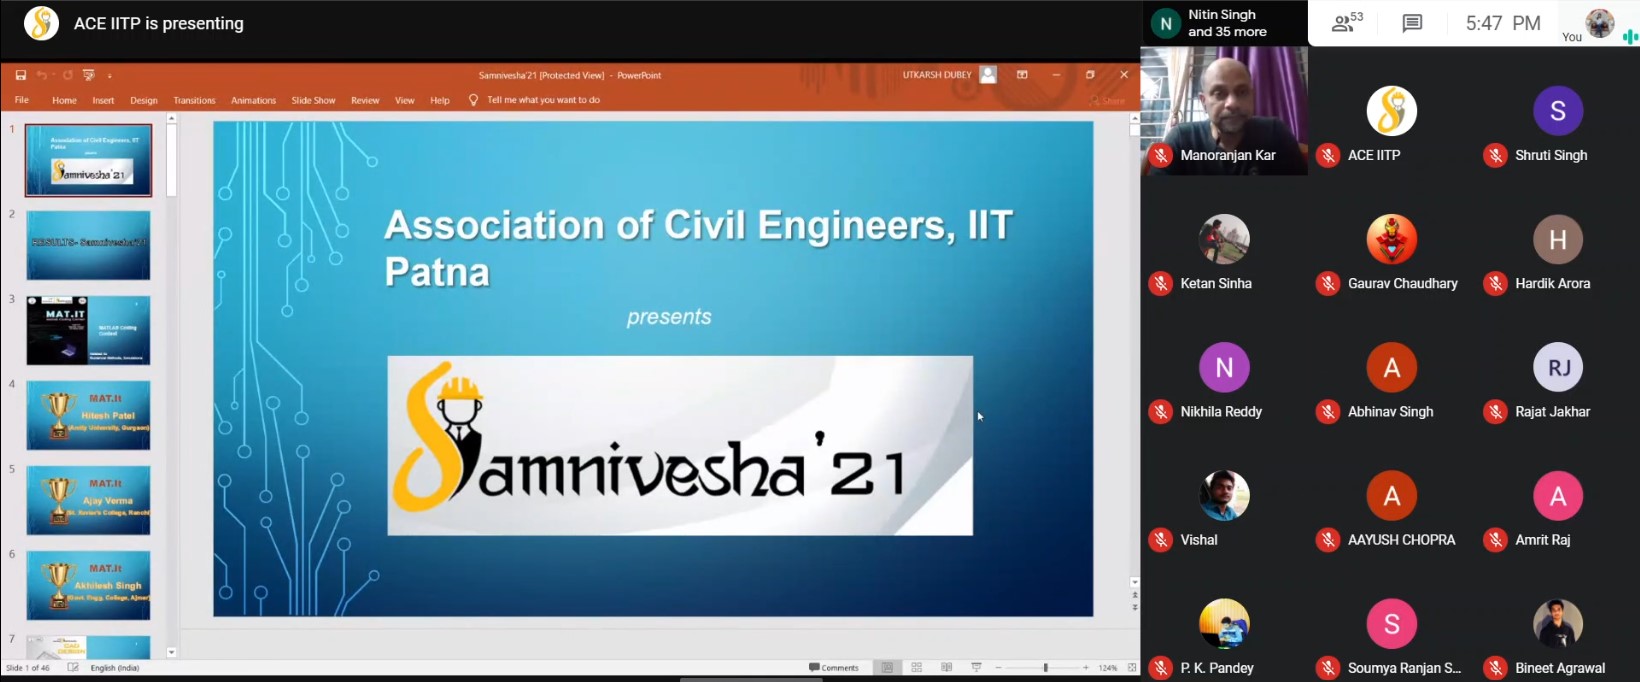 ACE IITP is presenting
Nitin Singh
and 35 more
53
5:47 PM
You
N
Samnivesha'21 [Protected View] - PowerPoint
UTKARSH DUBEY
File Home Insert Design Transitions Animations Slide Show Review View Help Tell me what you want to do
Share
1
Association of Civil Engineers, IIT
Patna
presents
Samnivesha'21
2
RESULTS- Samnivesha'21
3
MAT.IT
MATLAB Coding
Contest
4
MAT.It
Hitesh Patel
(Amity University, Gurgaon)
5
MAT.It
Ajay Verma
(St. Xavier's College, Ranchi)
6
MAT.It
Akhilesh Singh
(Govt. Engg. College, Ajmer)
7
Association of Civil Engineers, IIT
Patna
presents
Samnivesha'21
Slide 1 of 46
English (India)
Comments
124%
Manoranjan Kar
ACE IITP
S
Shruti Singh
Ketan Sinha
Gaurav Chaudhary
H
Hardik Arora
N
Nikhila Reddy
A
Abhinav Singh
RJ
Rajat Jakhar
Vishal
A
AAYUSH CHOPRA
A
Amrit Raj
P. K. Pandey
S
Soumya Ranjan S...
Bineet Agrawal